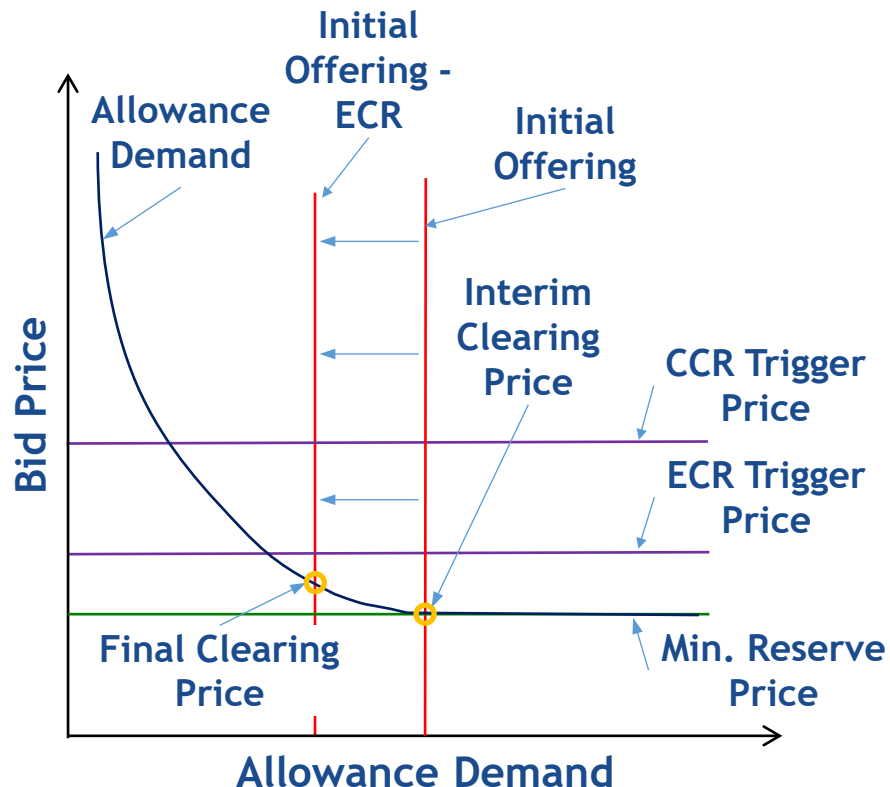 Initial
Offering -
ECR
Allowance
Demand
Initial
Offering
Interim
Clearing
Price
CCR Trigger
Price
Bid Price
ECR Trigger
Price
Final Clearing
Price
Min. Reserve
Price
Allowance Demand